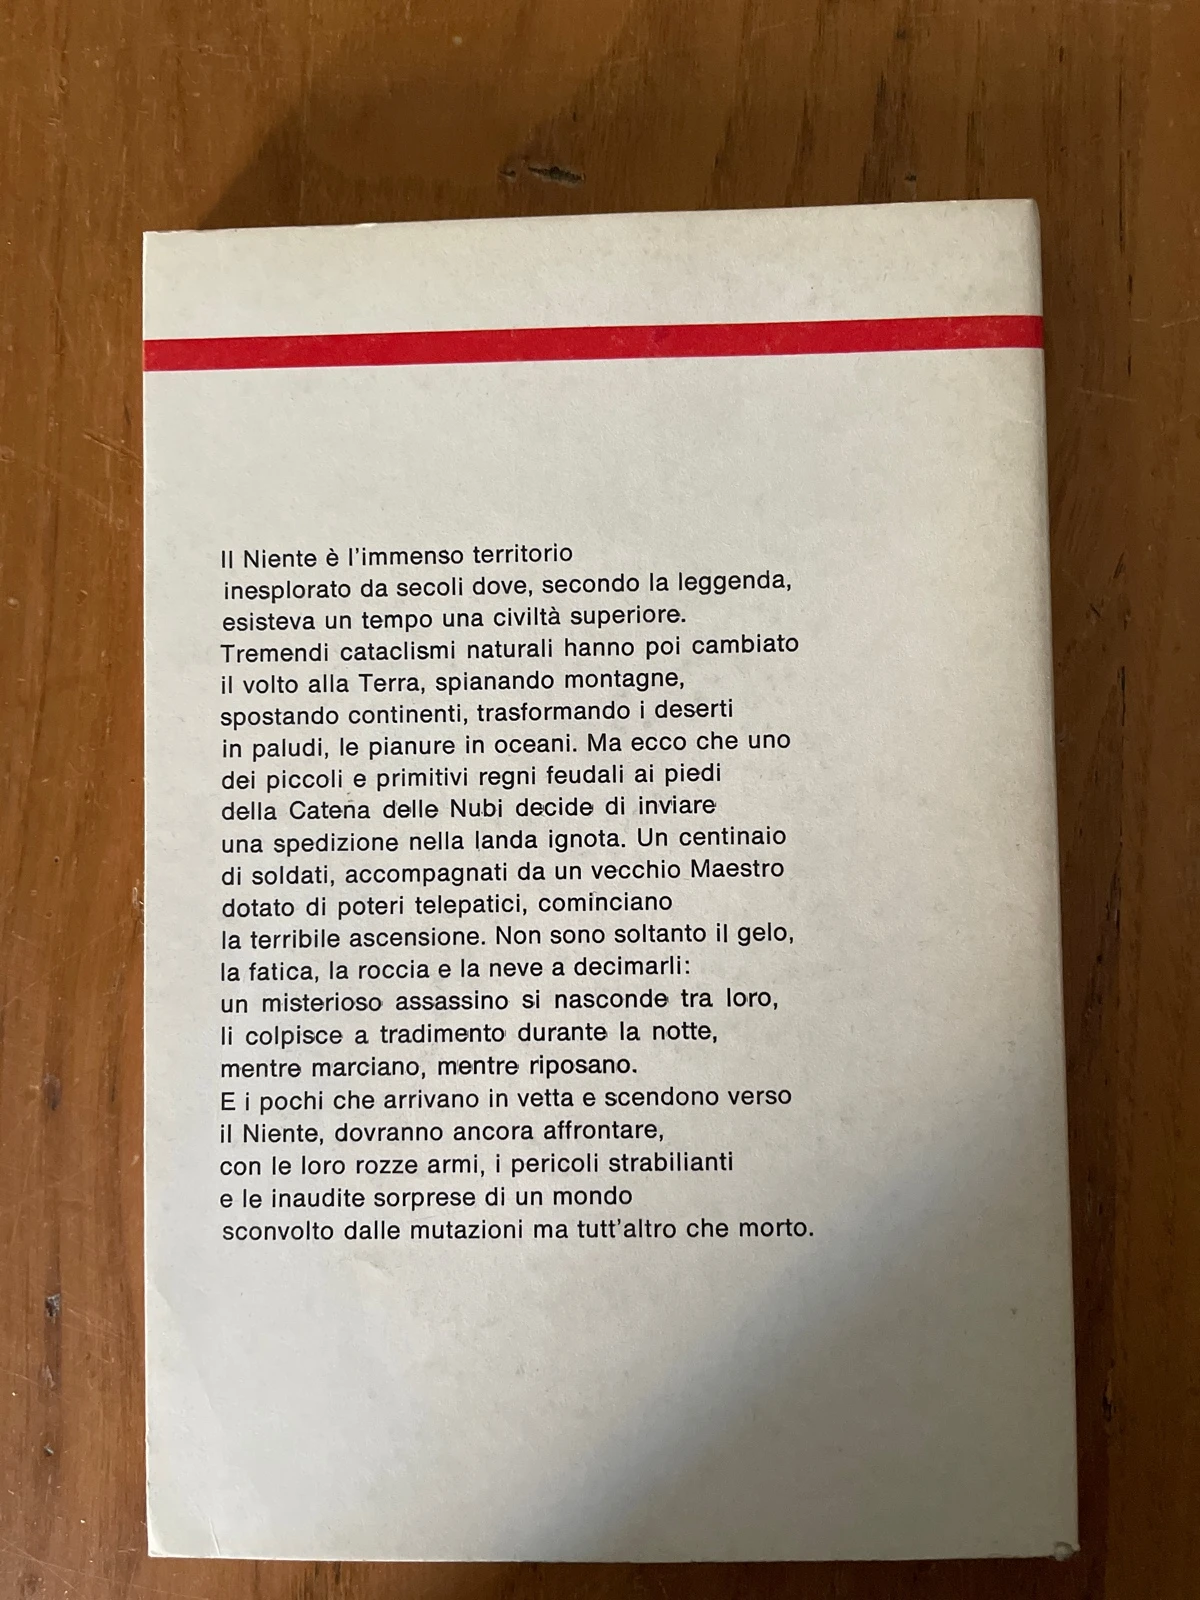 Il Niente è l'immenso territorio
inesplorato da secoli dove, secondo la leggenda,
esisteva un tempo una civiltà superiore.
Tremendi cataclismi naturali hanno poi cambiato
il volto alla Terra, spianando montagne,
spostando continenti, trasformando i deserti
in paludi, le pianure in oceani. Ma ecco che uno
dei piccoli e primitivi regni feudali ai piedi
della Catena delle Nubi decide di inviare
una spedizione nella landa ignota. Un centinaio
di soldati, accompagnati da un vecchio Maestro
dotato di poteri telepatici, cominciano
la terribile ascensione. Non sono soltanto il gelo,
la fatica, la roccia e la neve a decimarli:
un misterioso assassino si nasconde tra loro,
li colpisce a tradimento durante la notte,
mentre marciano, mentre riposano.
E i pochi che arrivano in vetta e scendono verso
il Niente, dovranno ancora affrontare,
con le loro rozze armi, i pericoli strabilianti
e le inaudite sorprese di un mondo
sconvolto dalle mutazioni ma tutt'altro che morto.